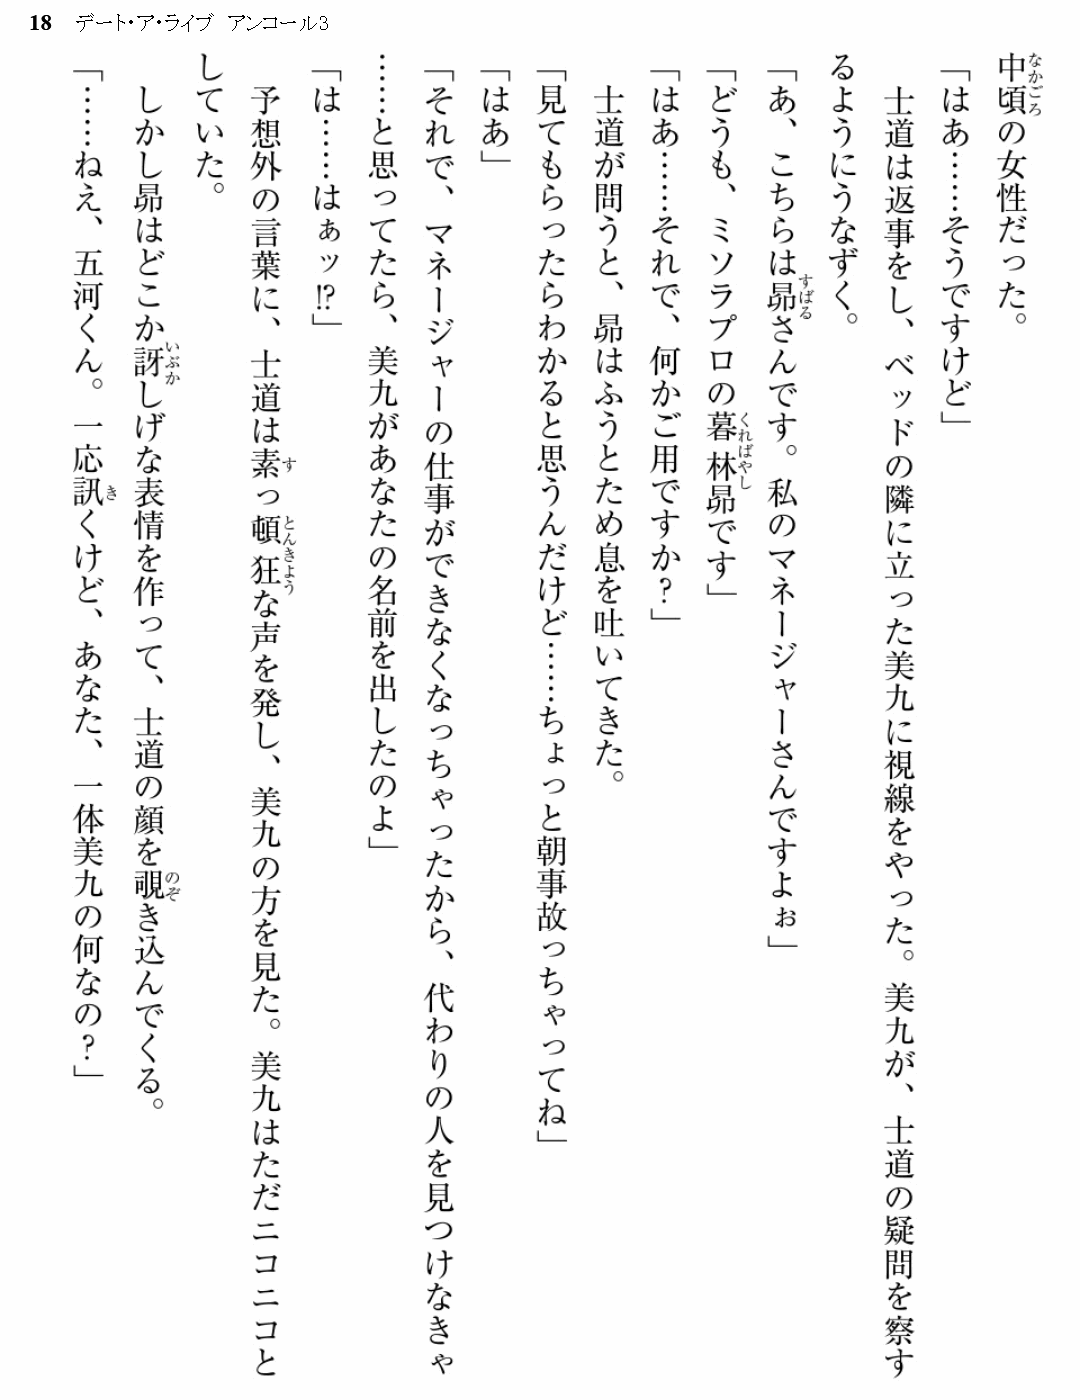 18 デート・ア・ライブ アンコール3
中頃の女性だった。
「はあ……そうですけど」
士道は返事をし、ベッドの隣に立った美九に視線をやった。美九が、士道の疑問を察す
るようにうなずく。
「あ、こちらは昴さんです。私のマネージャーさんですよぉ」
「どうも、ミソラプロの暮林昴です」
「はあ……それで、何かご用ですか?」
士道が問うと、昴はふうとため息を吐いてきた。
「見てもらったらわかると思うんだけど……ちょっと朝事故っちゃってね」
「はあ」
「それで、マネージャーの仕事ができなくなっちゃったから、代わりの人を見つけなきゃ
……と思ってたら、美九があなたの名前を出したのよ」
「は……はぁッ!?」
予想外の言葉に、士道は素っ頓狂な声を発し、美九の方を見た。美九はただニコニコと
していた。
しかし昴はどこか訝しげな表情を作って、士道の顔を覗き込んでくる。
「……ねえ、五河くん。一応訊くけど、あなた、一体美九の何なの?」